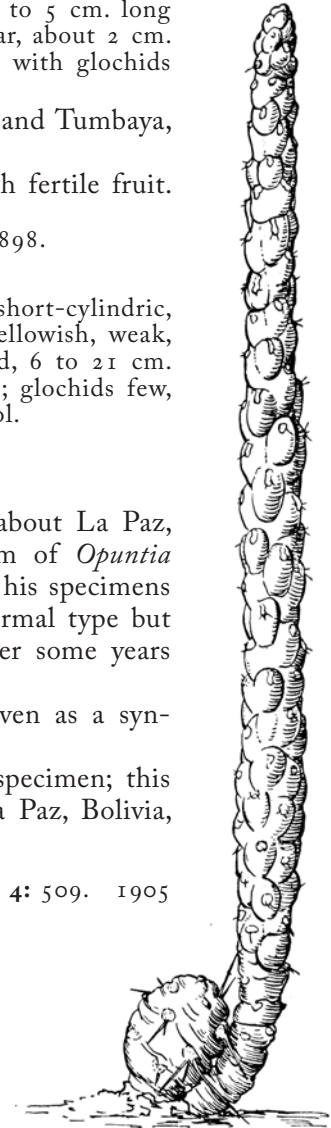 to 5 cm. long
ar, about 2 cm.
with glochids
and Tumbaya,
h fertile fruit.
898.
short-cylindric,
ellowish, weak,
d, 6 to 21 cm.
; glochids few,
ol.
about La Paz,
m of Opuntia
his specimens
rmal type but
er some years
ven as a syn-
specimen; this
a Paz, Bolivia,
4: 509. 1905